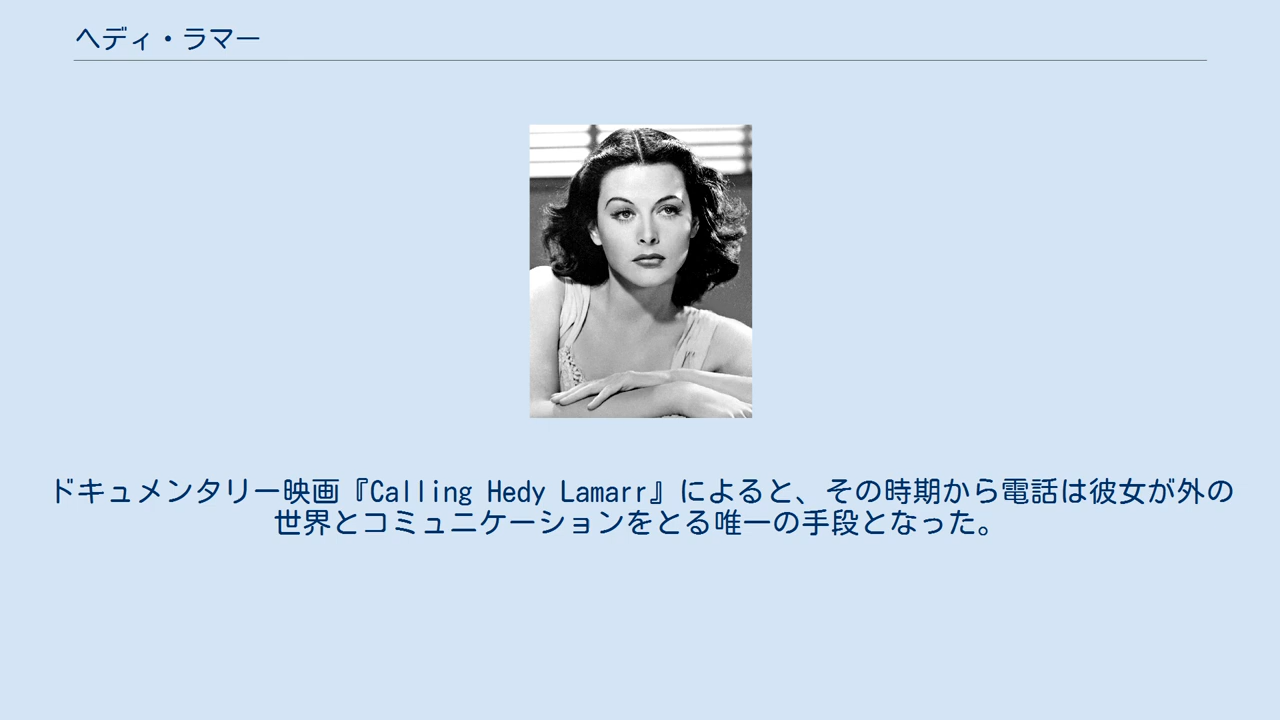 ヘディ・ラマー
ドキュメンタリー映画『Calling Hedy Lamarr』によると、その時期から電話は彼女が外の
世界とコミュニケーションをとる唯一の手段となった。